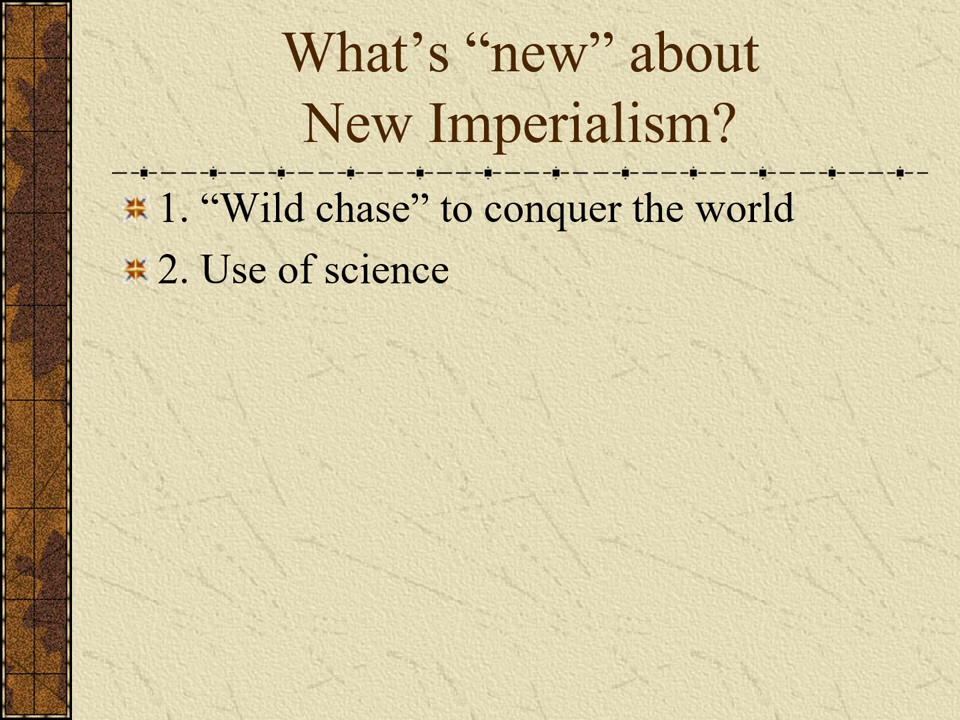 What’s “new” about
New Imperialism?
1. “Wild chase” to conquer the world
2. Use of science